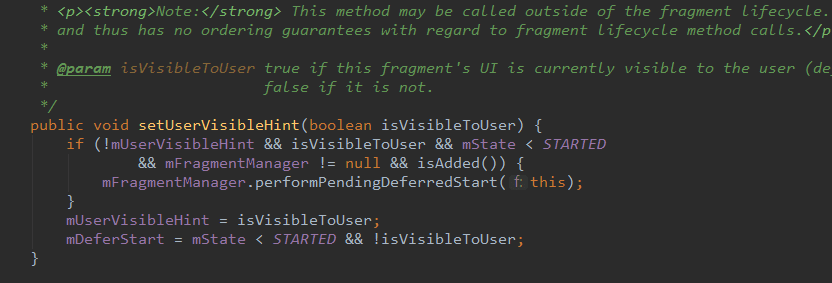 * <p><strong>Note:</strong> This method may be called outside of the fragment lifecycle.
* and thus has no ordering guarantees with regard to fragment lifecycle method calls.</p
*
* @param isVisibleToUser true if this fragment's UI is currently visible to the user (de
* false if it is not.
*/
public void setUserVisibleHint(boolean isVisibleToUser) {
if (!mUserVisibleHint && isVisibleToUser && mState < STARTED
&& mFragmentManager != null && isAdded()) {
mFragmentManager.performPendingDeferredStart( f: this);
}
mUserVisibleHint = isVisibleToUser;
mDeferStart = mState < STARTED && !isVisibleToUser;
}